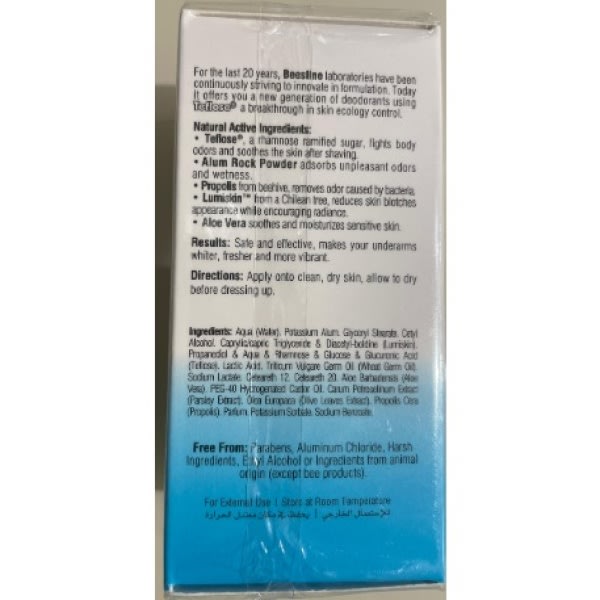 For the last 20 years, Beesline laboratories have been
continuously striving to innovate in formulation. Today
it offers you a new generation of deodorants using
Teflose® a breakthrough in skin ecology control.
Natural Active Ingredients:
• Teflose®, a rhamnose ramified sugar, fights body
odors and soothes the skin after shaving.
• Alum Rock Powder adsorbs unpleasant odors
and wetness.
• Propolis from beehive, removes odor caused by bacteria.
• Lumiskin™ from a Chilean tree, reduces skin blotches
appearance while encouraging radiance.
• Aloe Vera soothes and moisturizes sensitive skin.
Results: Safe and effective, makes your underarms
whiter, fresher and more vibrant.
Directions: Apply onto clean, dry skin, allow to dry
before dressing up.
Ingredients: Aqua (Water), Potassium Alum, Glyceryl Stearate, Cetyl
Alcohol, Caprylic/capric Triglyceride & Diacetyl-boldine (Lumiskin),
Propanediol & Aqua & Rhamnose & Glucose & Glucuronic Acid
(Teflose), Lactic Acid, Triticum Vulgare Germ Oil (Wheat Germ Oil),
Sodium Lactate, Ceteareth 12, Ceteareth 20, Aloe Barbadensis (Aloe
Vera), PEG-40 Hydrogenated Castor Oil, Carum Petroselinum Extract
(Parsley Extract), Olea Europaea (Olive Leaves Extract), Propolis Cera
(Propolis), Parfum, Potassium Sorbate, Sodium Benzoate.
Free From: Parabens, Aluminum Chloride, Harsh
Ingredients, Ethyl Alcohol or Ingredients from animal
origin (except bee products).
For External Use | Store at Room Temperature
للإستعمال الخارجي | يحفظ في مكان معتدل الحرارة